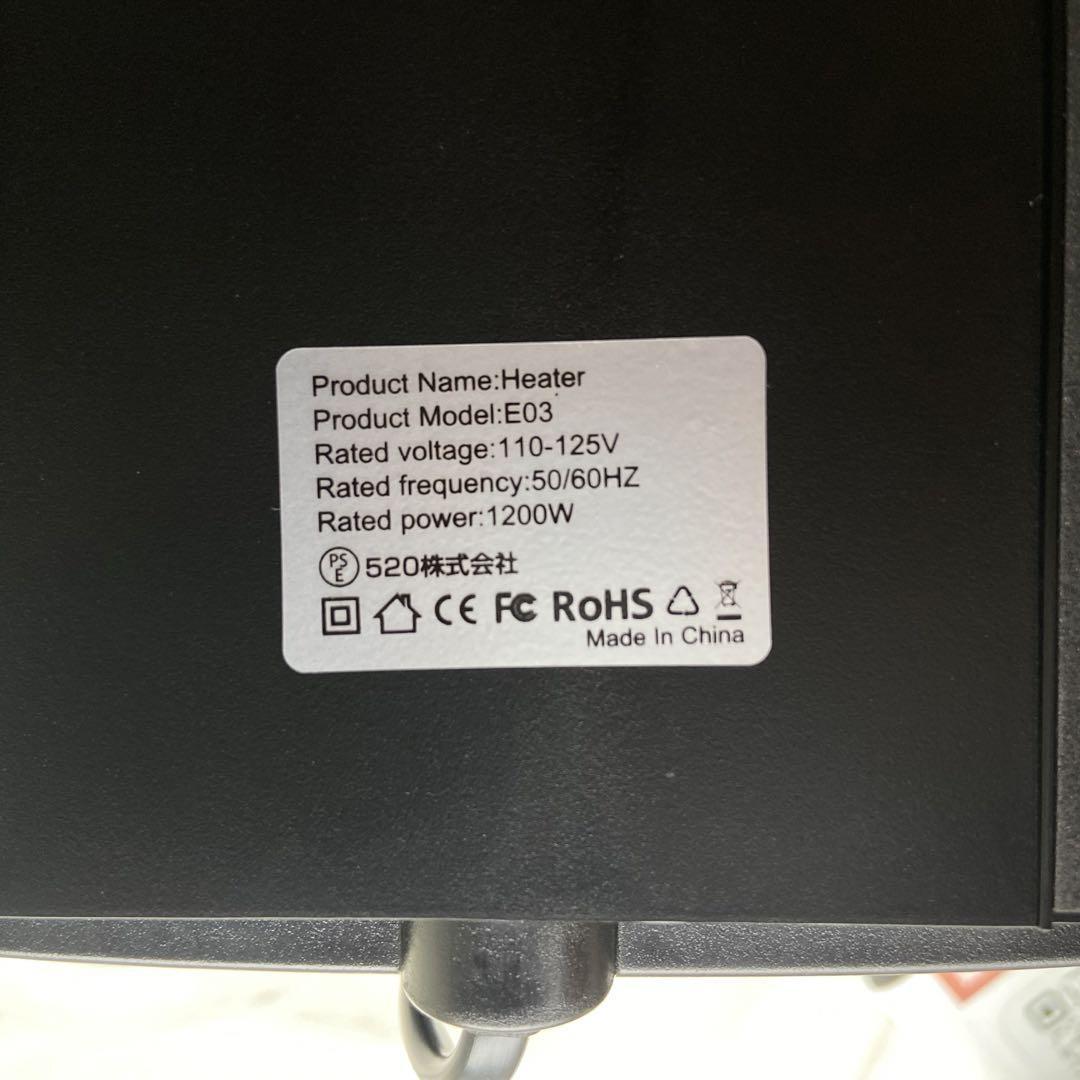 Product Name:Heater
Product Model:E03
Rated voltage:110-125V
Rated frequency:50/60HZ
Rated power:1200W
PSE 520株式会社
CE FC RoHS
Made In China